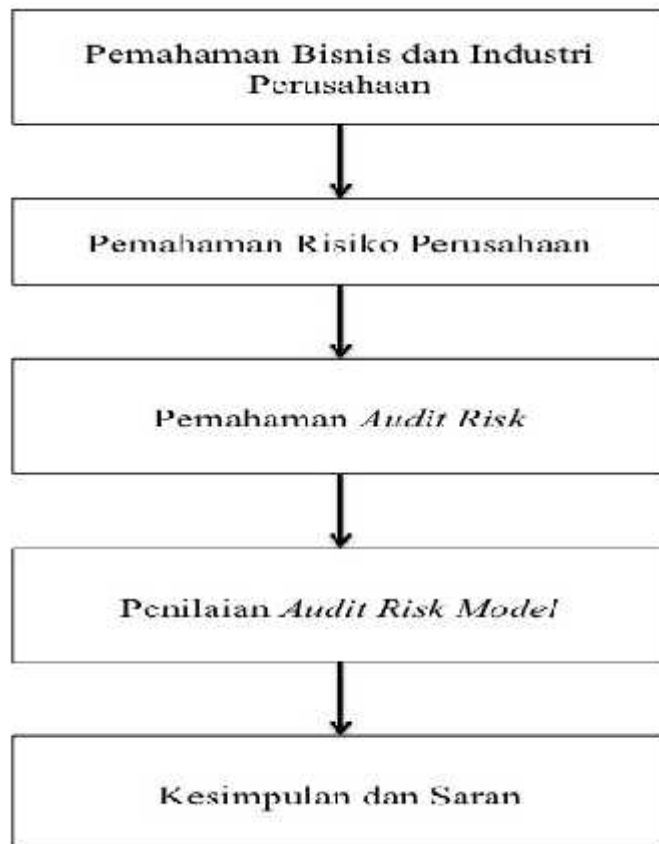 Pemahaman Bisnis dan Industri
Perusahaan
Pemahaman Risiko Perusahaan
Pemahaman Audit Risk
Penilaian Audit Risk Model
Kesimpulan dan Saran